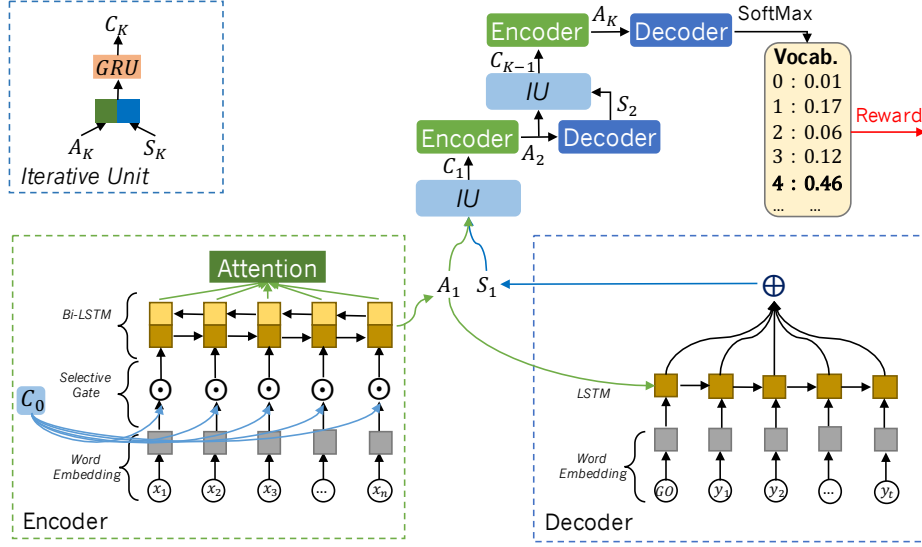 C_K
GRU
A_K S_K
Iterative Unit
Encoder
A_K
Decoder
SoftMax
C_{K-1}
IU
S_2
Encoder
A_2
Decoder
C_1
IU
Vocab.
0 : 0.01
1 : 0.17
2 : 0.06
3 : 0.12
4 : 0.46
... ...
Reward
Attention
Bi-LSTM
Selective
Gate
C_0
Word
Embedding
x_1 x_2 x_3 ... x_n
Encoder
A_1 S_1
LSTM
Word
Embedding
GO y_1 y_2 ... y_t
Decoder